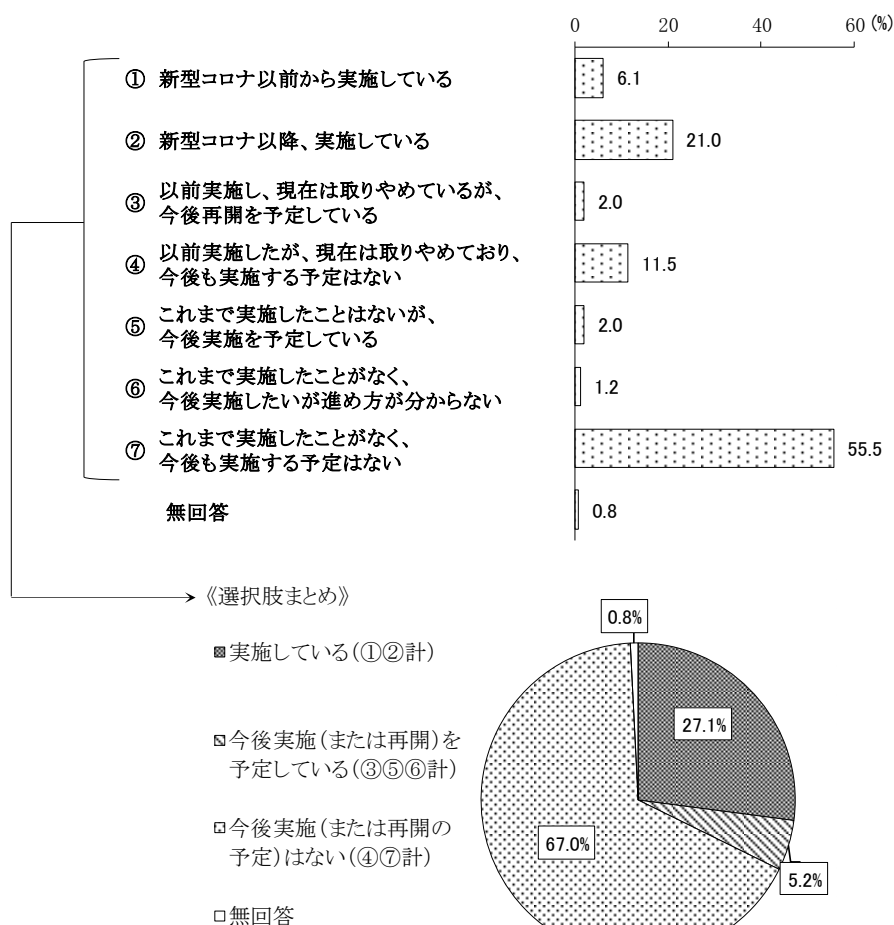 0 20 40 60 (%)
① 新型コロナ以前から実施している 6.1
② 新型コロナ以降、実施している 21.0
③ 以前実施し、現在は取りやめているが、
今後再開を予定している 2.0
④ 以前実施したが、現在は取りやめており、
今後も実施する予定はない 11.5
⑤ これまで実施したことはないが、
今後実施を予定している 2.0
⑥ これまで実施したことがなく、
今後実施したいが進め方が分からない 1.2
⑦ これまで実施したことがなく、
今後も実施する予定はない 55.5
無回答 0.8
《選択肢まとめ》
実施している(①②計)
今後実施(または再開)を
予定している(③⑤⑥計)
今後実施(または再開の
予定)はない(④⑦計)
無回答
0.8%
27.1%
67.0%
5.2%